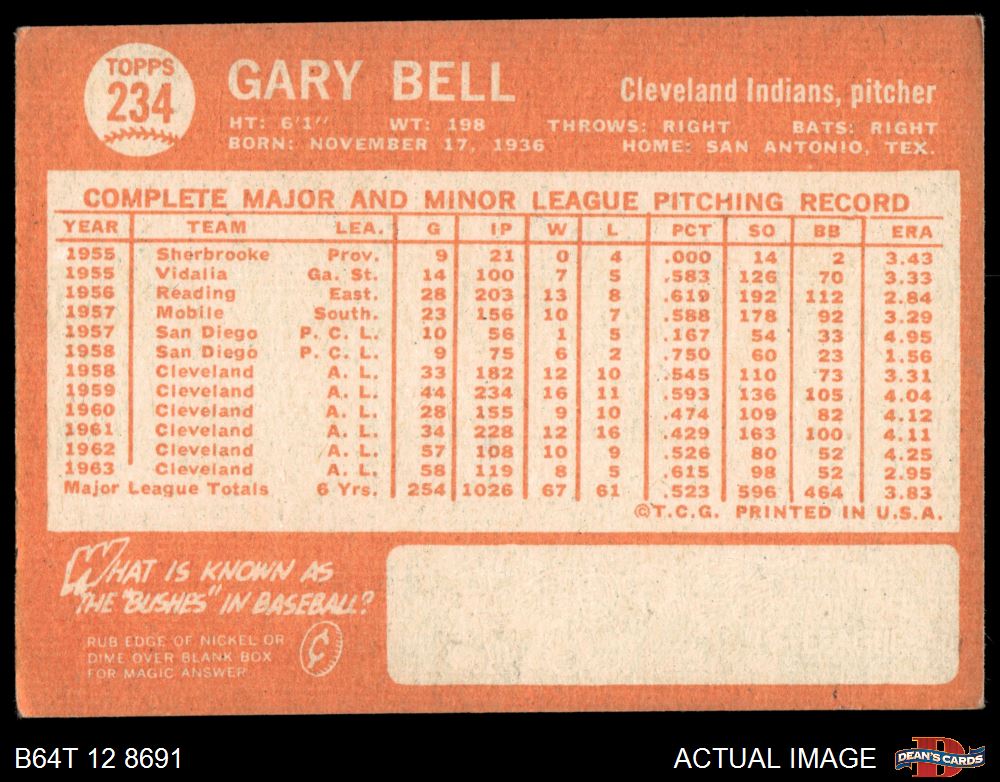 TOPPS
234
GARY BELL
Cleveland Indians, pitcher
HT: 6'1" WT: 198 THROWS: RIGHT BATS: RIGHT
BORN: NOVEMBER 17, 1936 HOME: SAN ANTONIO, TEX.
COMPLETE MAJOR AND MINOR LEAGUE PITCHING RECORD
YEAR TEAM LEA. G IP W L PCT SO BB ERA
1955 Sherbrooke Prov. 9 21 0 4 .000 14 2 3.43
1955 Vidalia Ga. St. 14 100 7 5 .583 126 70 3.33
1956 Reading East. 28 203 13 8 .619 192 112 2.84
1957 Mobile South. 23 156 10 7 .588 178 92 3.29
1957 San Diego P. C. L. 10 56 1 5 .167 54 33 4.95
1958 San Diego P. C. L. 9 75 6 2 .750 60 23 1.56
1958 Cleveland A. L. 33 182 12 10 .545 110 73 3.31
1959 Cleveland A. L. 44 234 16 11 .593 136 105 4.04
1960 Cleveland A. L. 28 155 9 10 .474 109 82 4.12
1961 Cleveland A. L. 34 228 12 16 .429 163 100 4.11
1962 Cleveland A. L. 57 108 10 9 .526 80 52 4.25
1963 Cleveland A. L. 58 119 8 5 .615 98 52 2.95
Major League Totals 6 Yrs. 254 1026 67 61 .523 596 464 3.83
©T.C.G. PRINTED IN U.S.A.
WHAT IS KNOWN AS
THE "BUSHES" IN BASEBALL?
RUB EDGE OF NICKEL OR
DIME OVER BLANK BOX
FOR MAGIC ANSWER
¢
B64T 12 8691
ACTUAL IMAGE
D
DEAN'S CARDS